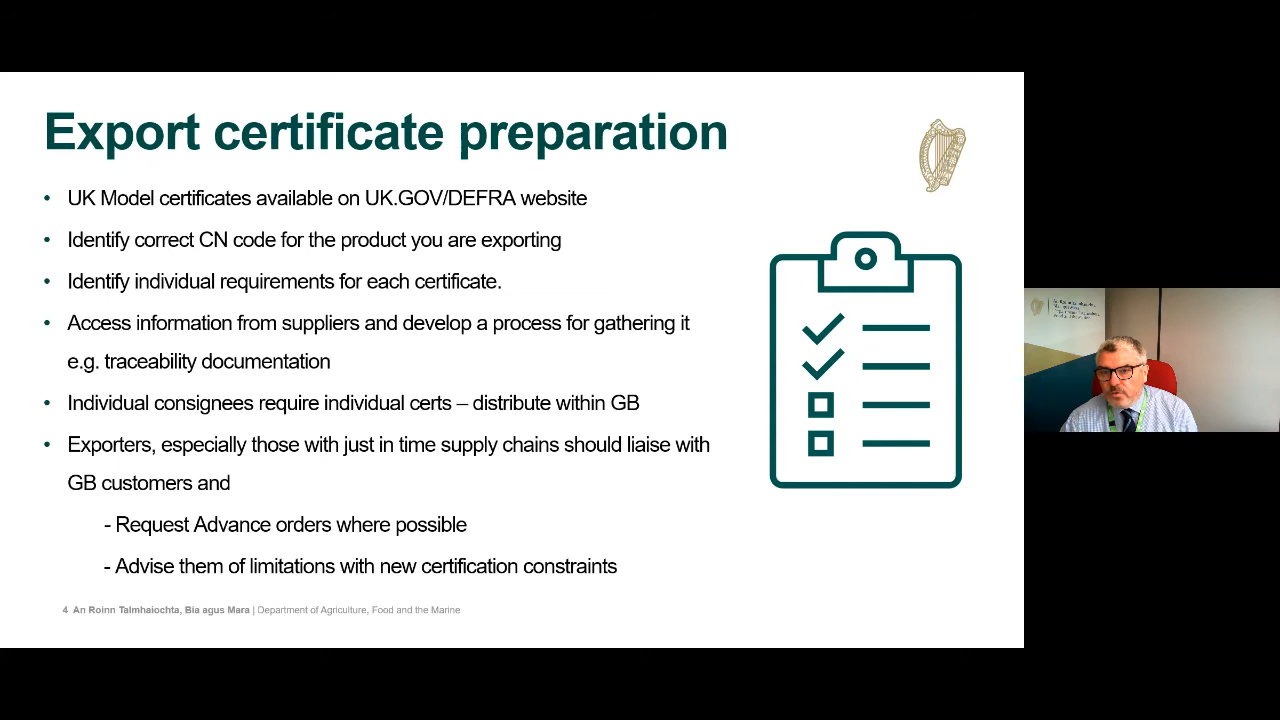 Export certificate preparation
• UK Model certificates available on UK.GOV/DEFRA website
• Identify correct CN code for the product you are exporting
• Identify individual requirements for each certificate.
• Access information from suppliers and develop a process for gathering it
e.g. traceability documentation
• Individual consignees require individual certs – distribute within GB
• Exporters, especially those with just in time supply chains should liaise with
GB customers and
- Request Advance orders where possible
- Advise them of limitations with new certification constraints
4 An Roinn Talmhaíochta, Bia agus Mara | Department of Agriculture, Food and the Marine